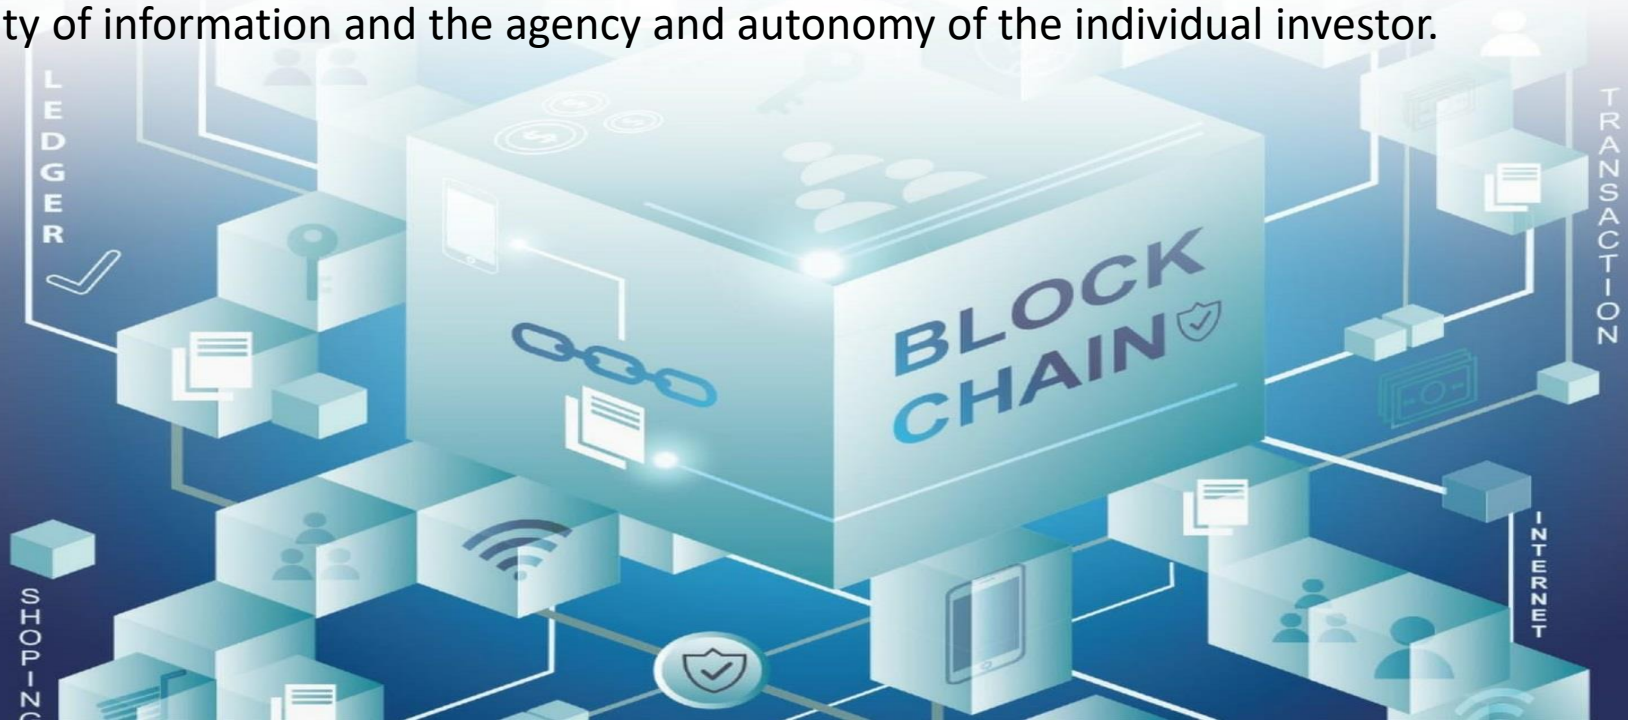 ty of information and the agency and autonomy of the individual investor.
LEDGER
TRANSACTION
BLOCK
CHAIN
INTERNET
SHOPING